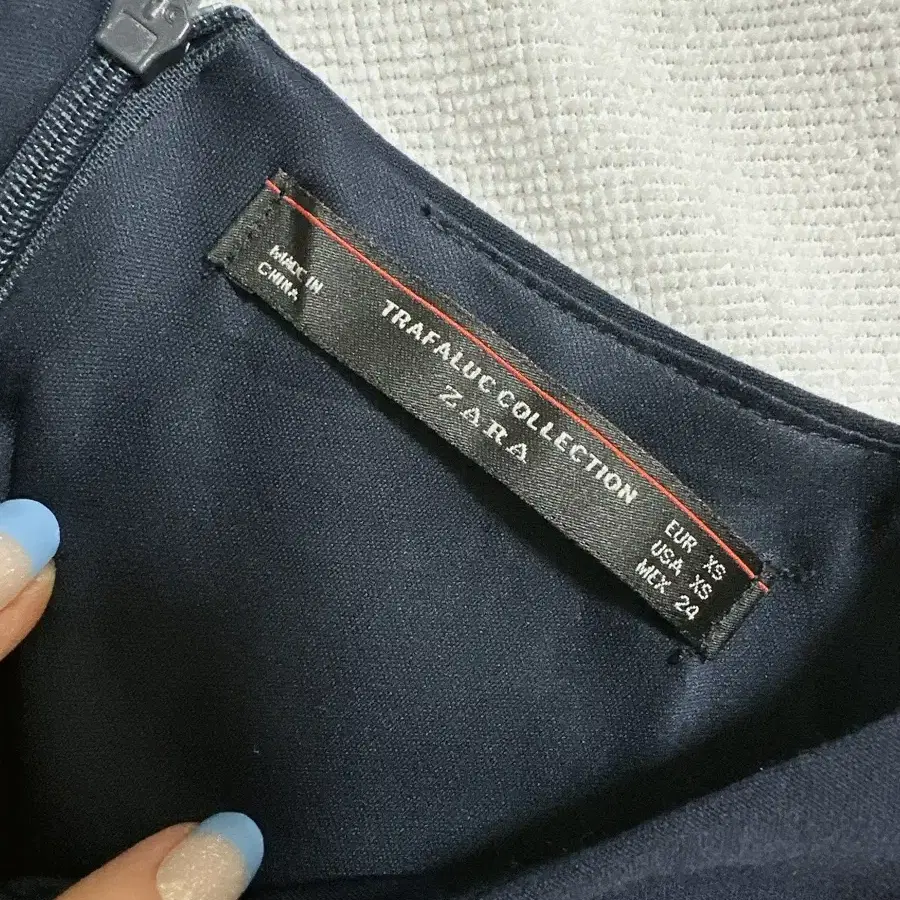 MADE IN
CHINA
TRAFALUC COLLECTION
ZARA
EUR XS
USA XS
MEX 24